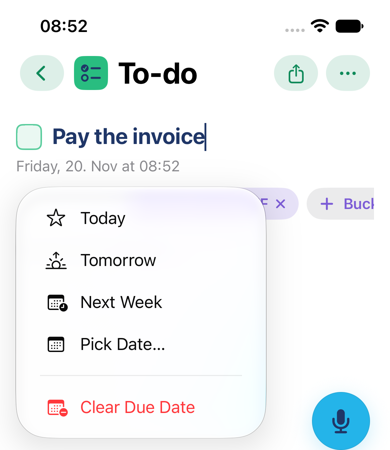 08:52
To-do
Pay the invoice
Friday, 20. Nov at 08:52
Today
Tomorrow
Next Week
Pick Date...
Clear Due Date